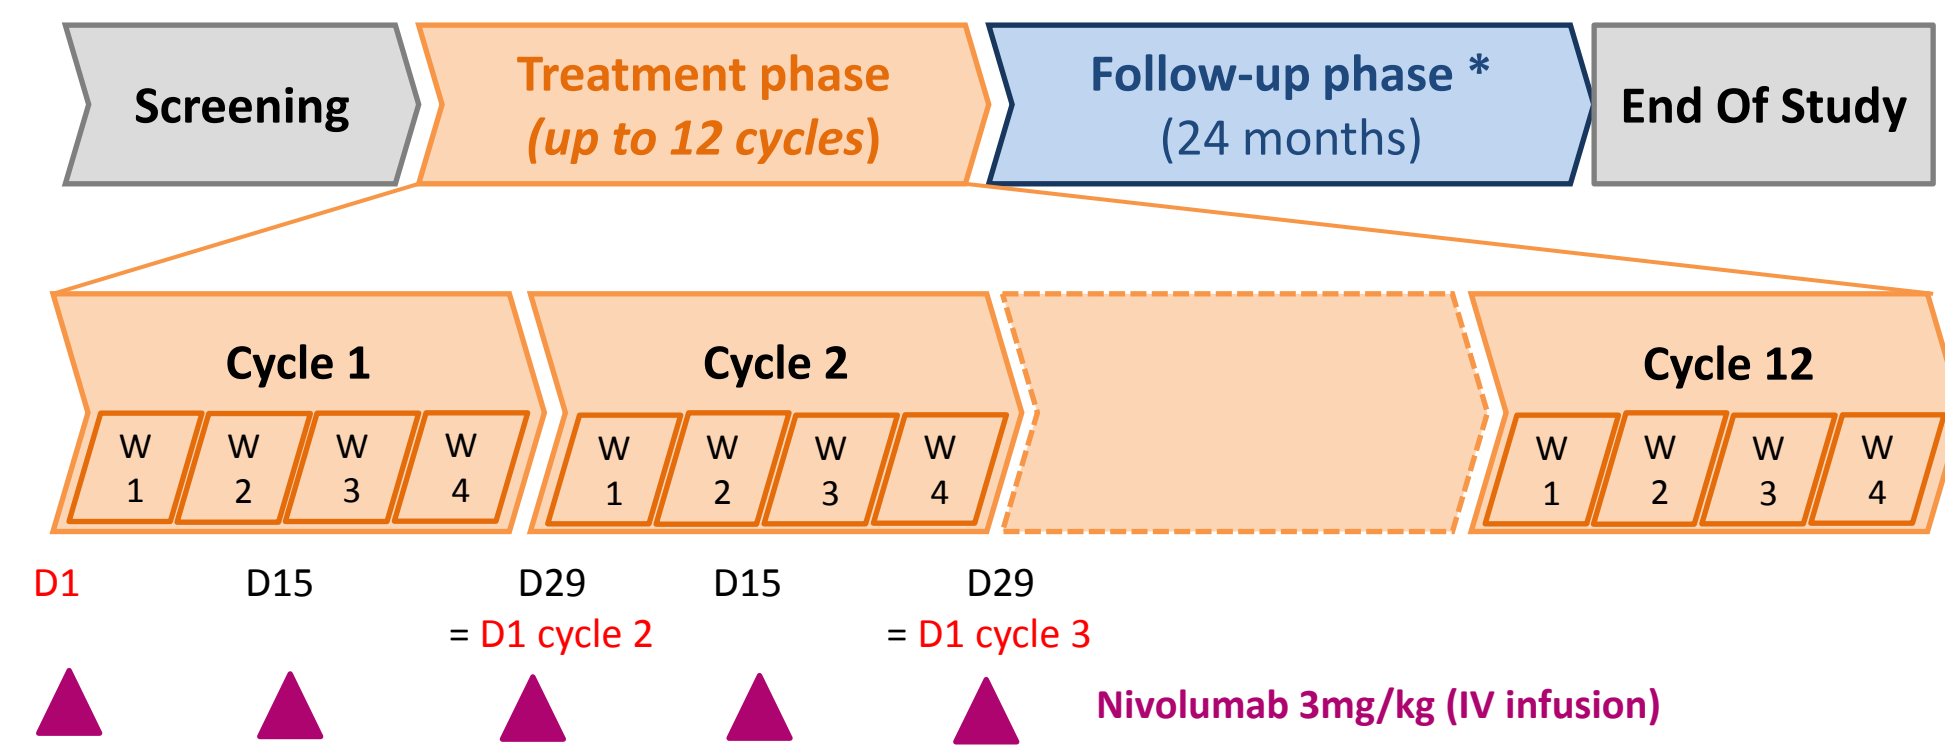 Screening
Treatment phase
(up to 12 cycles)
Follow-up phase *
(24 months)
End Of Study
Cycle 1
Cycle 2
Cycle 12
W 1
W 2
W 3
W 4
W 1
W 2
W 3
W 4
W 1
W 2
W 3
W 4
D1
D15
D29
= D1 cycle 2
D15
D29
= D1 cycle 3
Nivolumab 3mg/kg (IV infusion)